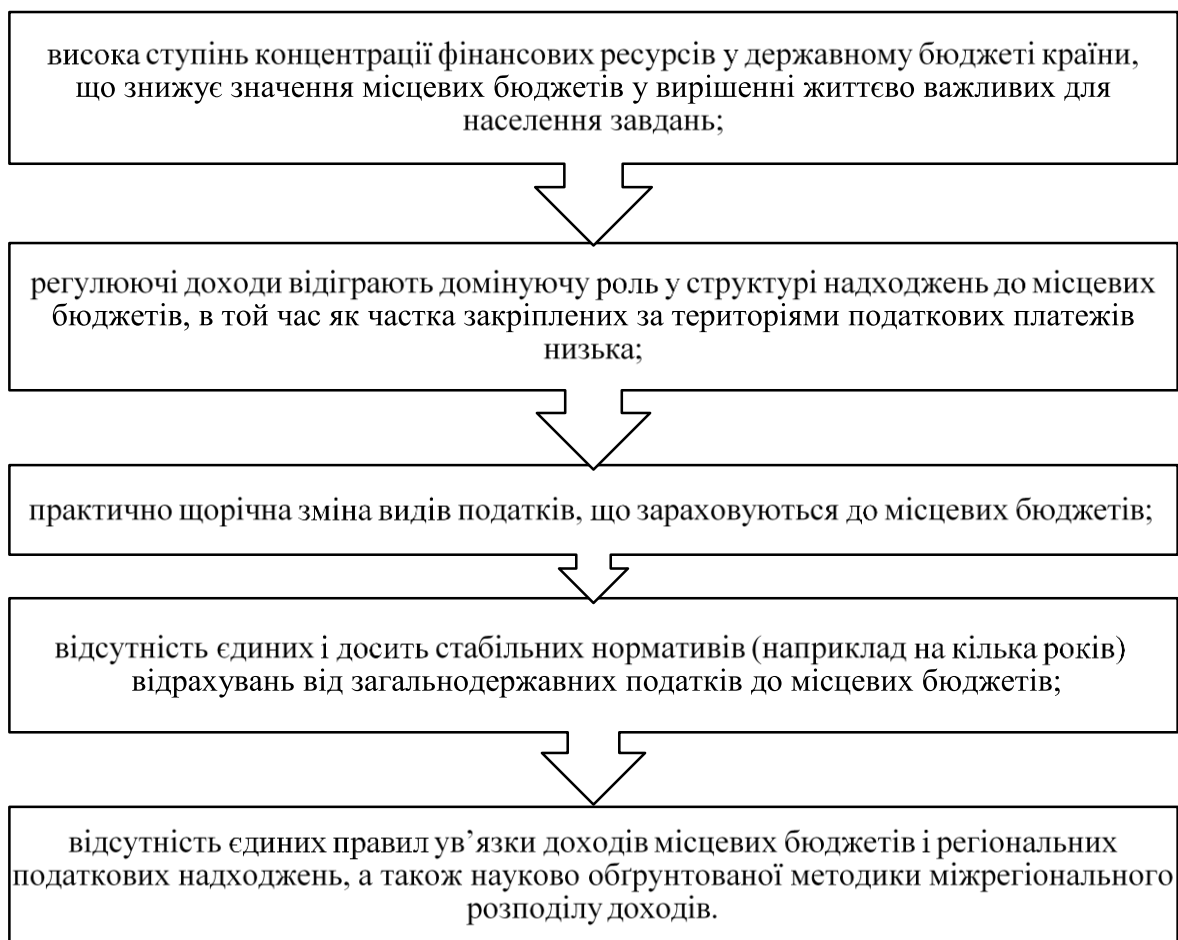 висока ступінь концентрації фінансових ресурсів у державному бюджеті країни,
що знижує значення місцевих бюджетів у вирішенні життєво важливих для
населення завдань;
регулюючі доходи відіграють домінуючу роль у структурі надходжень до місцевих
бюджетів, в той час як частка закріплених за територіями податкових платежів
низька;
практично щорічна зміна видів податків, що зараховуються до місцевих бюджетів;
відсутність єдиних і досить стабільних нормативів (наприклад на кілька років)
відрахувань від загальнодержавних податків до місцевих бюджетів;
відсутність єдиних правил ув’язки доходів місцевих бюджетів і регіональних
податкових надходжень, а також науково обґрунтованої методики міжрегіонального
розподілу доходів.